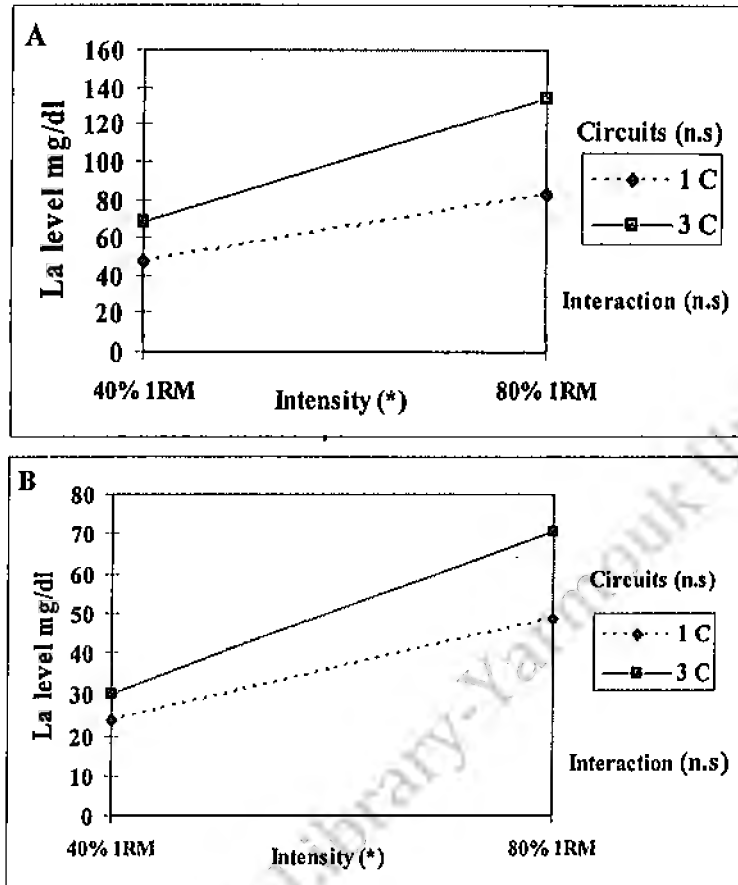 A
160
140
120
100
80
60
40
20
0
La level mg/dl
40% 1RM
80% 1RM
Intensity (*)
Circuits (n.s)
1 C
3 C
Interaction (n.s)
B
80
70
60
50
40
30
20
10
0
La level mg/dl
40% 1RM
80% 1RM
Intensity (*)
Circuits (n.s)
1 C
3 C
Interaction (n.s)
Library-Yarmouk